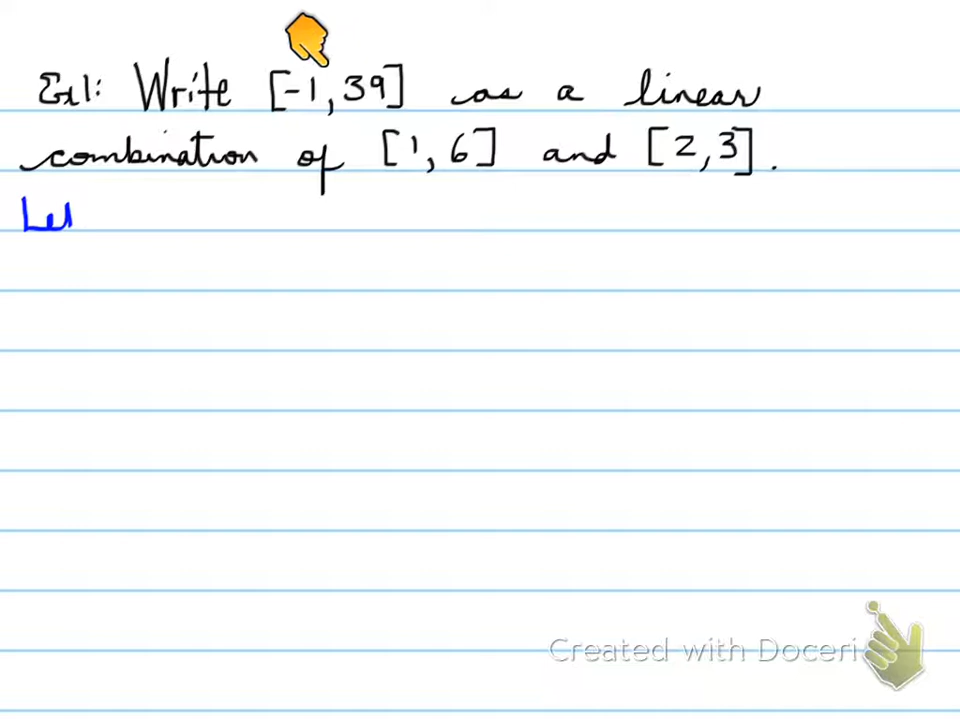 Ex1: Write [-1, 39] as a linear
combination of [1, 6] and [2, 3].
Let
Created with Doceri